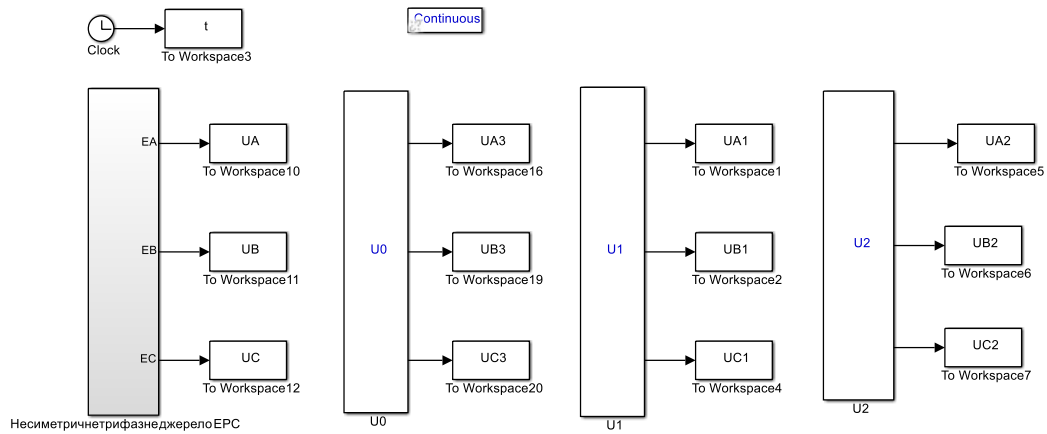 t
Clock
To Workspace3
Continuous
EA
UA
To Workspace10
EB
UB
To Workspace11
EC
UC
To Workspace12
НесиметричнетрифазнеджерелоЕРС
UA3
To Workspace16
U0
UB3
To Workspace19
UC3
To Workspace20
U0
UA1
To Workspace1
U1
UB1
To Workspace2
UC1
To Workspace4
U1
UA2
To Workspace5
U2
UB2
To Workspace6
UC2
To Workspace7
U2